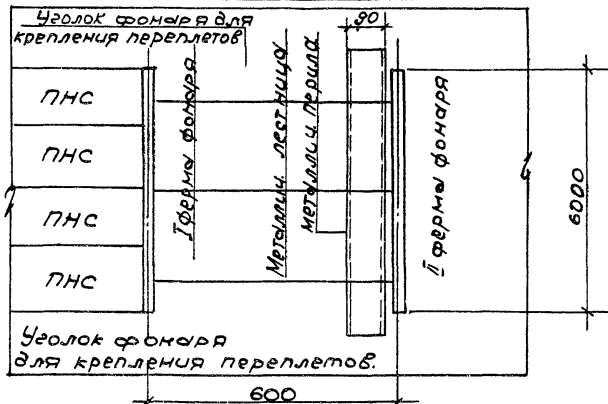 Уголок фонаря для
крепления переплетов
90
ПНС
ПНС
ПНС
ПНС
I ферма фонаря
Металлич. лестница
металлич. перила
II ферма фонаря
6000
Уголок фонаря
для крепления переплетов.
600